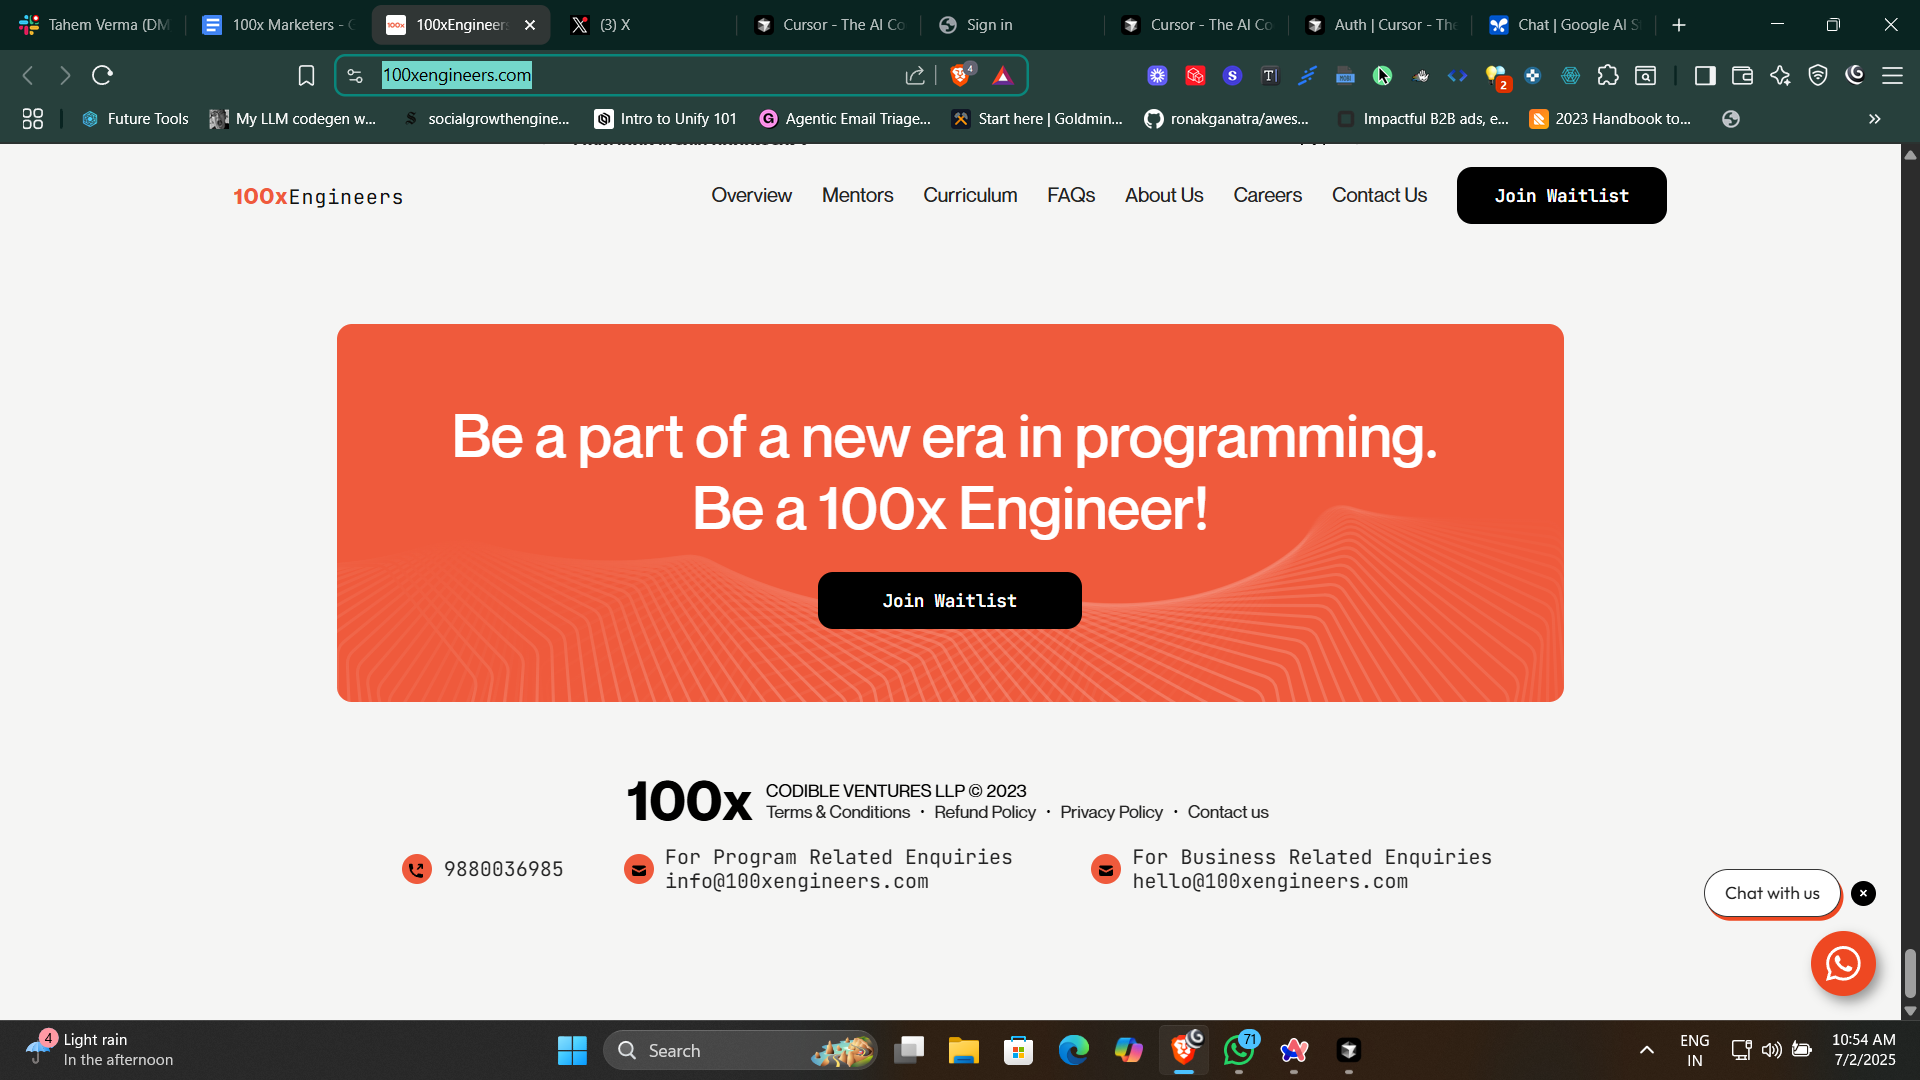 Tahem Verma (DM
100x Marketers - G
100xEngineers
(3) X
Cursor - The AI Co
Sign in
Cursor - The AI Co
Auth | Cursor - The
Chat | Google AI S
100xengineers.com
4
2
Future Tools
My LLM codegen w...
socialgrowthengine...
Intro to Unify 101
Agentic Email Triage...
Start here | Goldmin...
ronakganatra/awes...
Impactful B2B ads, e...
2023 Handbook to...
100xEngineers
Overview
Mentors
Curriculum
FAQs
About Us
Careers
Contact Us
Join Waitlist
Be a part of a new era in programming.
Be a 100x Engineer!
Join Waitlist
100x
CODIBLE VENTURES LLP © 2023
Terms & Conditions · Refund Policy · Privacy Policy · Contact us
9880036985
For Program Related Enquiries
info@100xengineers.com
For Business Related Enquiries
hello@100xengineers.com
Chat with us
4
Light rain
In the afternoon
Search
71
ENG
IN
10:54 AM
7/2/2025